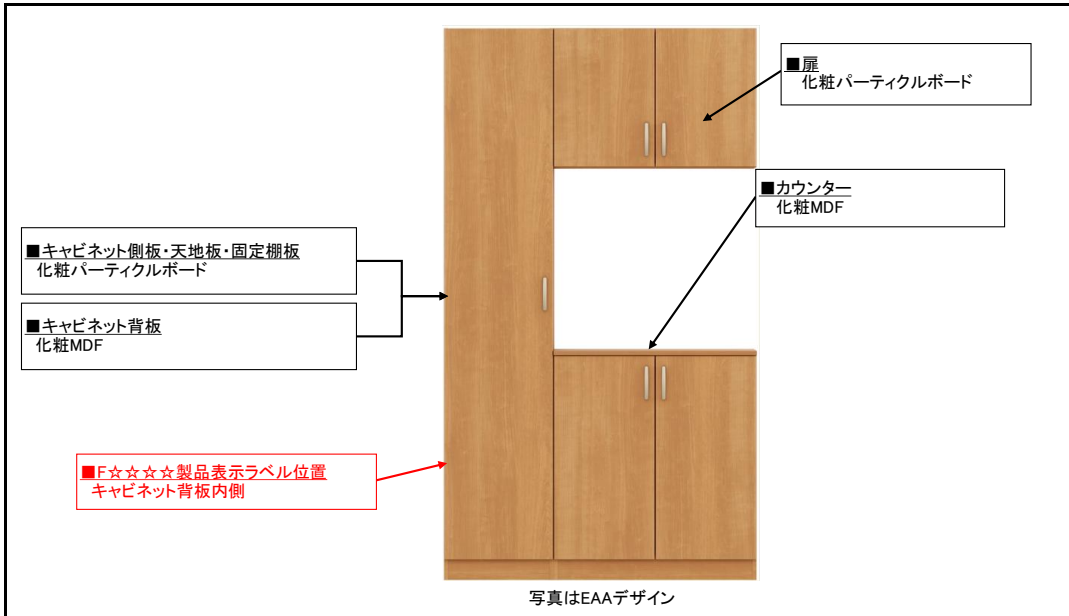 ■扉
化粧パーティクルボード
■カウンター
化粧MDF
■キャビネット側板・天地板・固定棚板
化粧パーティクルボード
■キャビネット背板
化粧MDF
■F☆☆☆☆製品表示ラベル位置
キャビネット背板内側
写真はEAAデザイン